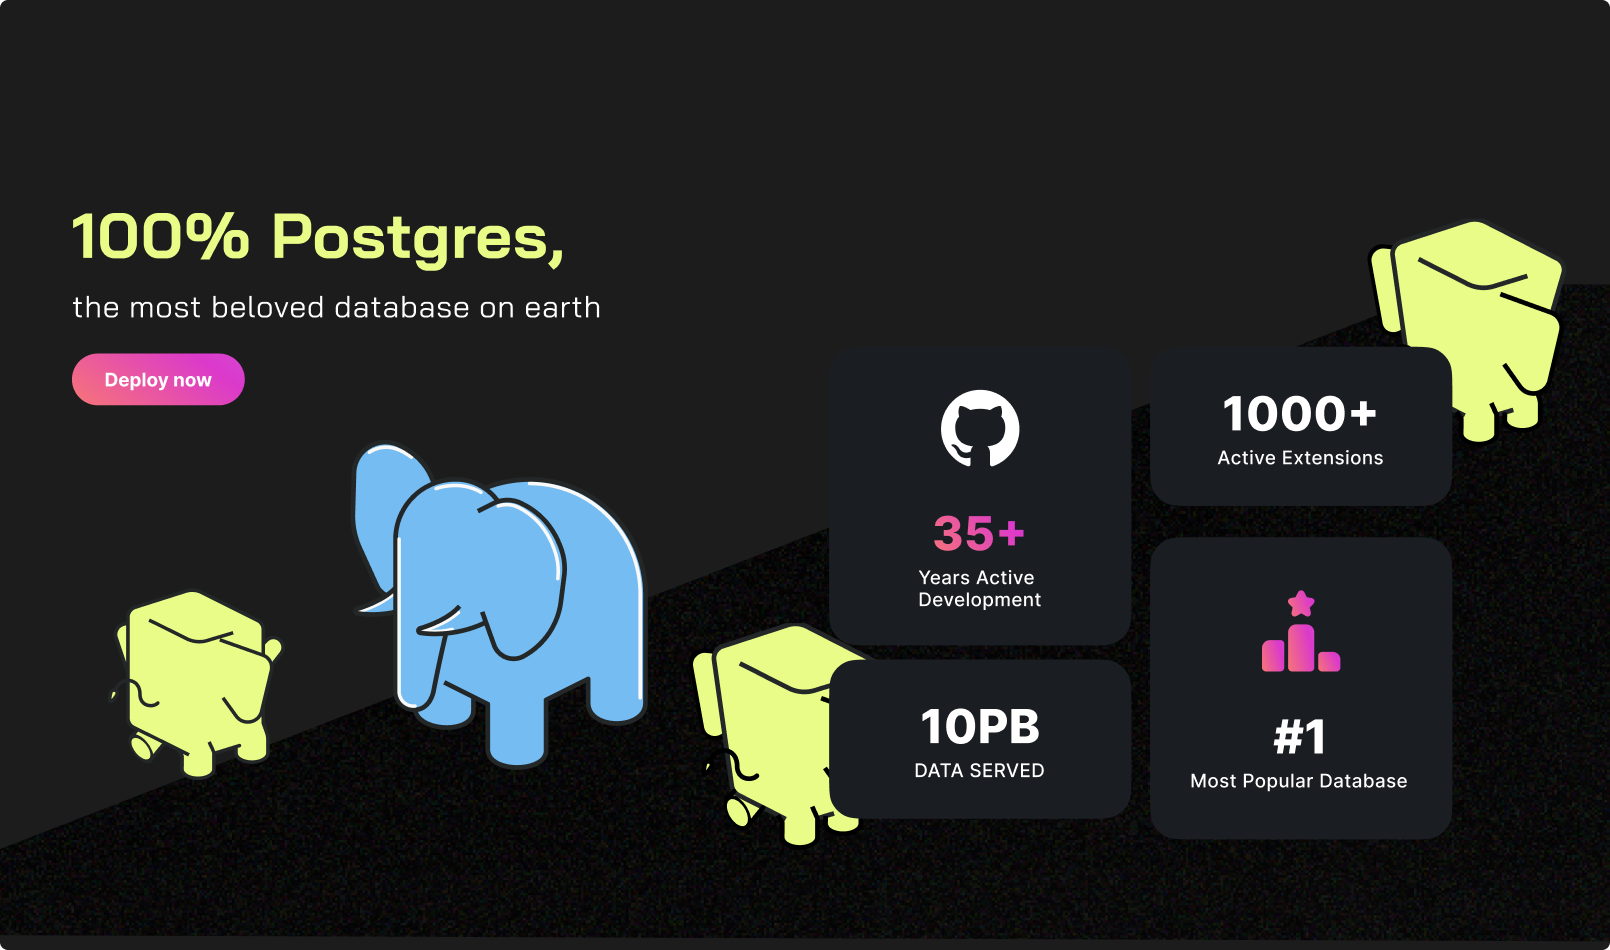 100% Postgres,
the most beloved database on earth
Deploy now
35+
Years Active
Development
1000+
Active Extensions
10PB
DATA SERVED
#1
Most Popular Database